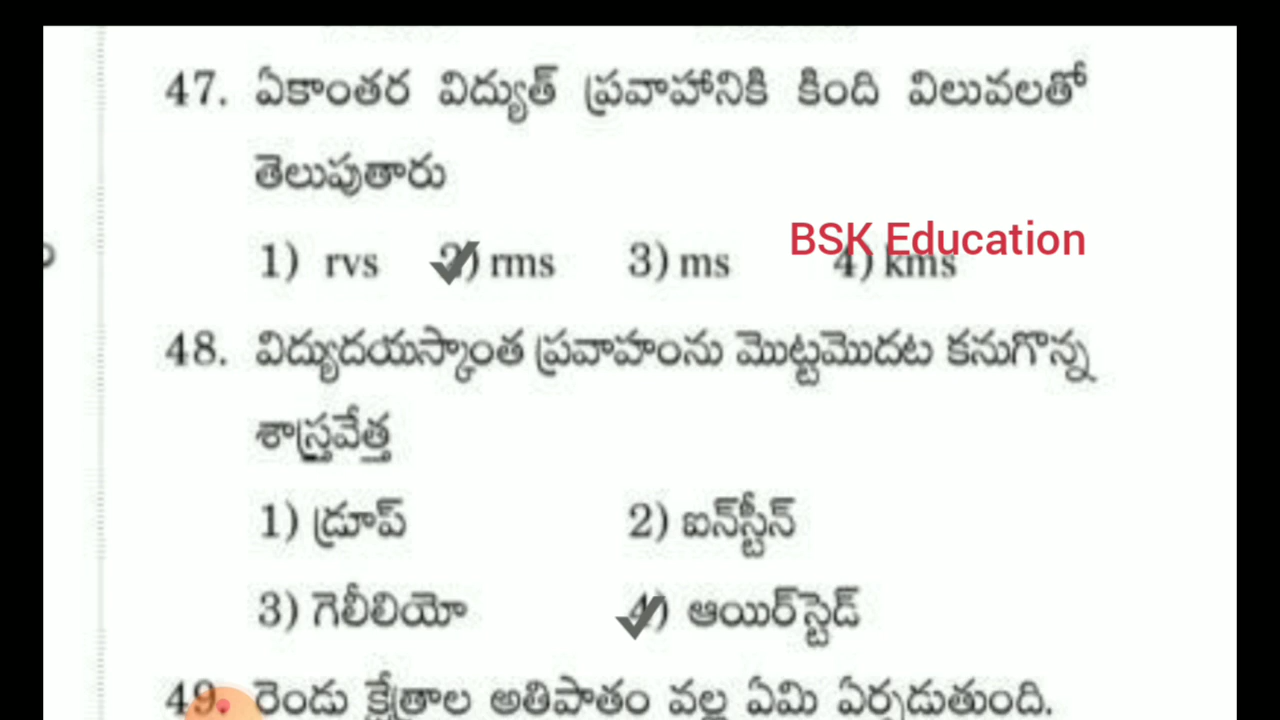 47. ఏకాంతర విద్యుత్ ప్రవాహానికి కింది విలువలతో
తెలుపుతారు
BSK Education
1) rvs 2) rms 3) ms 4) kms
48. విద్యుదయస్కాంత ప్రవాహంను మొట్టమొదట కనుగొన్న
శాస్త్రవేత్త
1) డ్రూప్ 2) ఐన్‌స్టీన్
3) గెలీలియో 4) ఆయిర్‌స్టెడ్
49. రెండు క్షేత్రాల అతిపాతం వల్ల ఏమి ఏర్పడుతుంది.